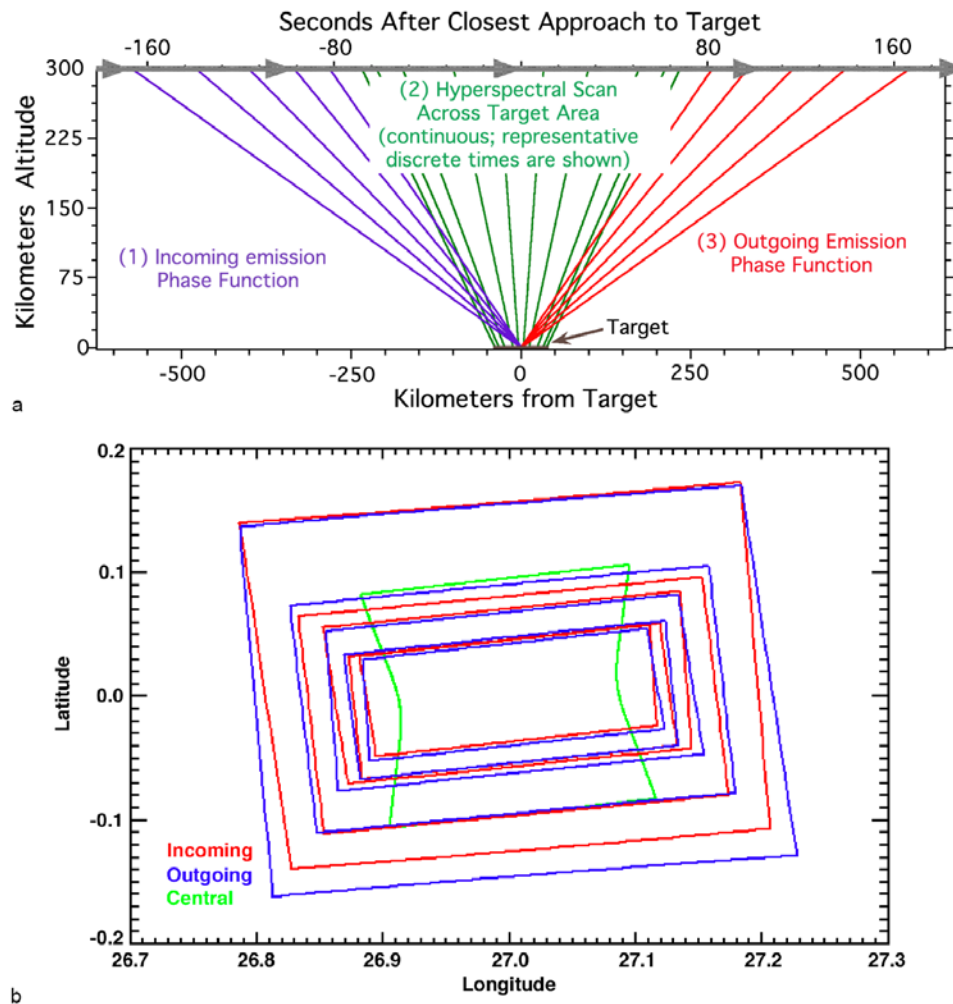 Seconds After Closest Approach to Target
-160 -80 80 160
300
(2) Hyperspectral Scan
Across Target Area
(continuous; representative
discrete times are shown)
225
Kilometers Altitude
150
(1) Incoming emission
Phase Function
(3) Outgoing Emission
Phase Function
75
Target
0
-500 -250 0 250 500
Kilometers from Target
a
0.2
0.1
Latitude
0.0
-0.1
Incoming
Outgoing
Central
-0.2
26.7 26.8 26.9 27.0 27.1 27.2 27.3
Longitude
b